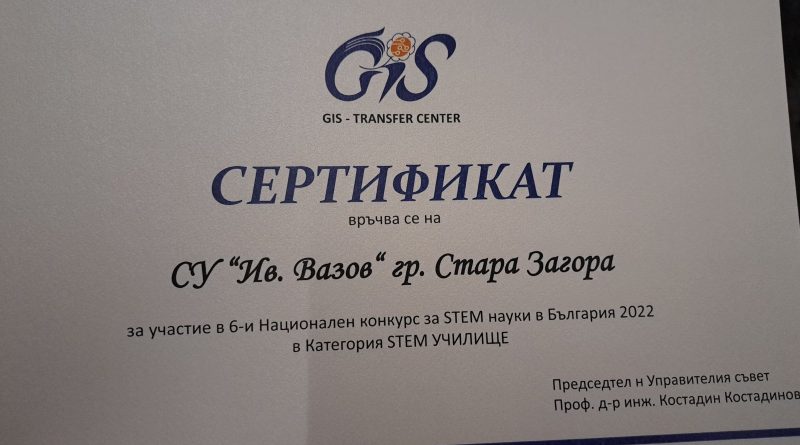 GiS
GIS - TRANSFER CENTER
СЕРТИФИКАТ
връчва се на
СУ “Ив. Вазов“ гр. Стара Загора
за участие в 6-и Национален конкурс за STEM науки в България 2022
в Категория STEM УЧИЛИЩЕ
Председтел н Управителия съвет
Проф. д-р инж. Костадин Костадинов